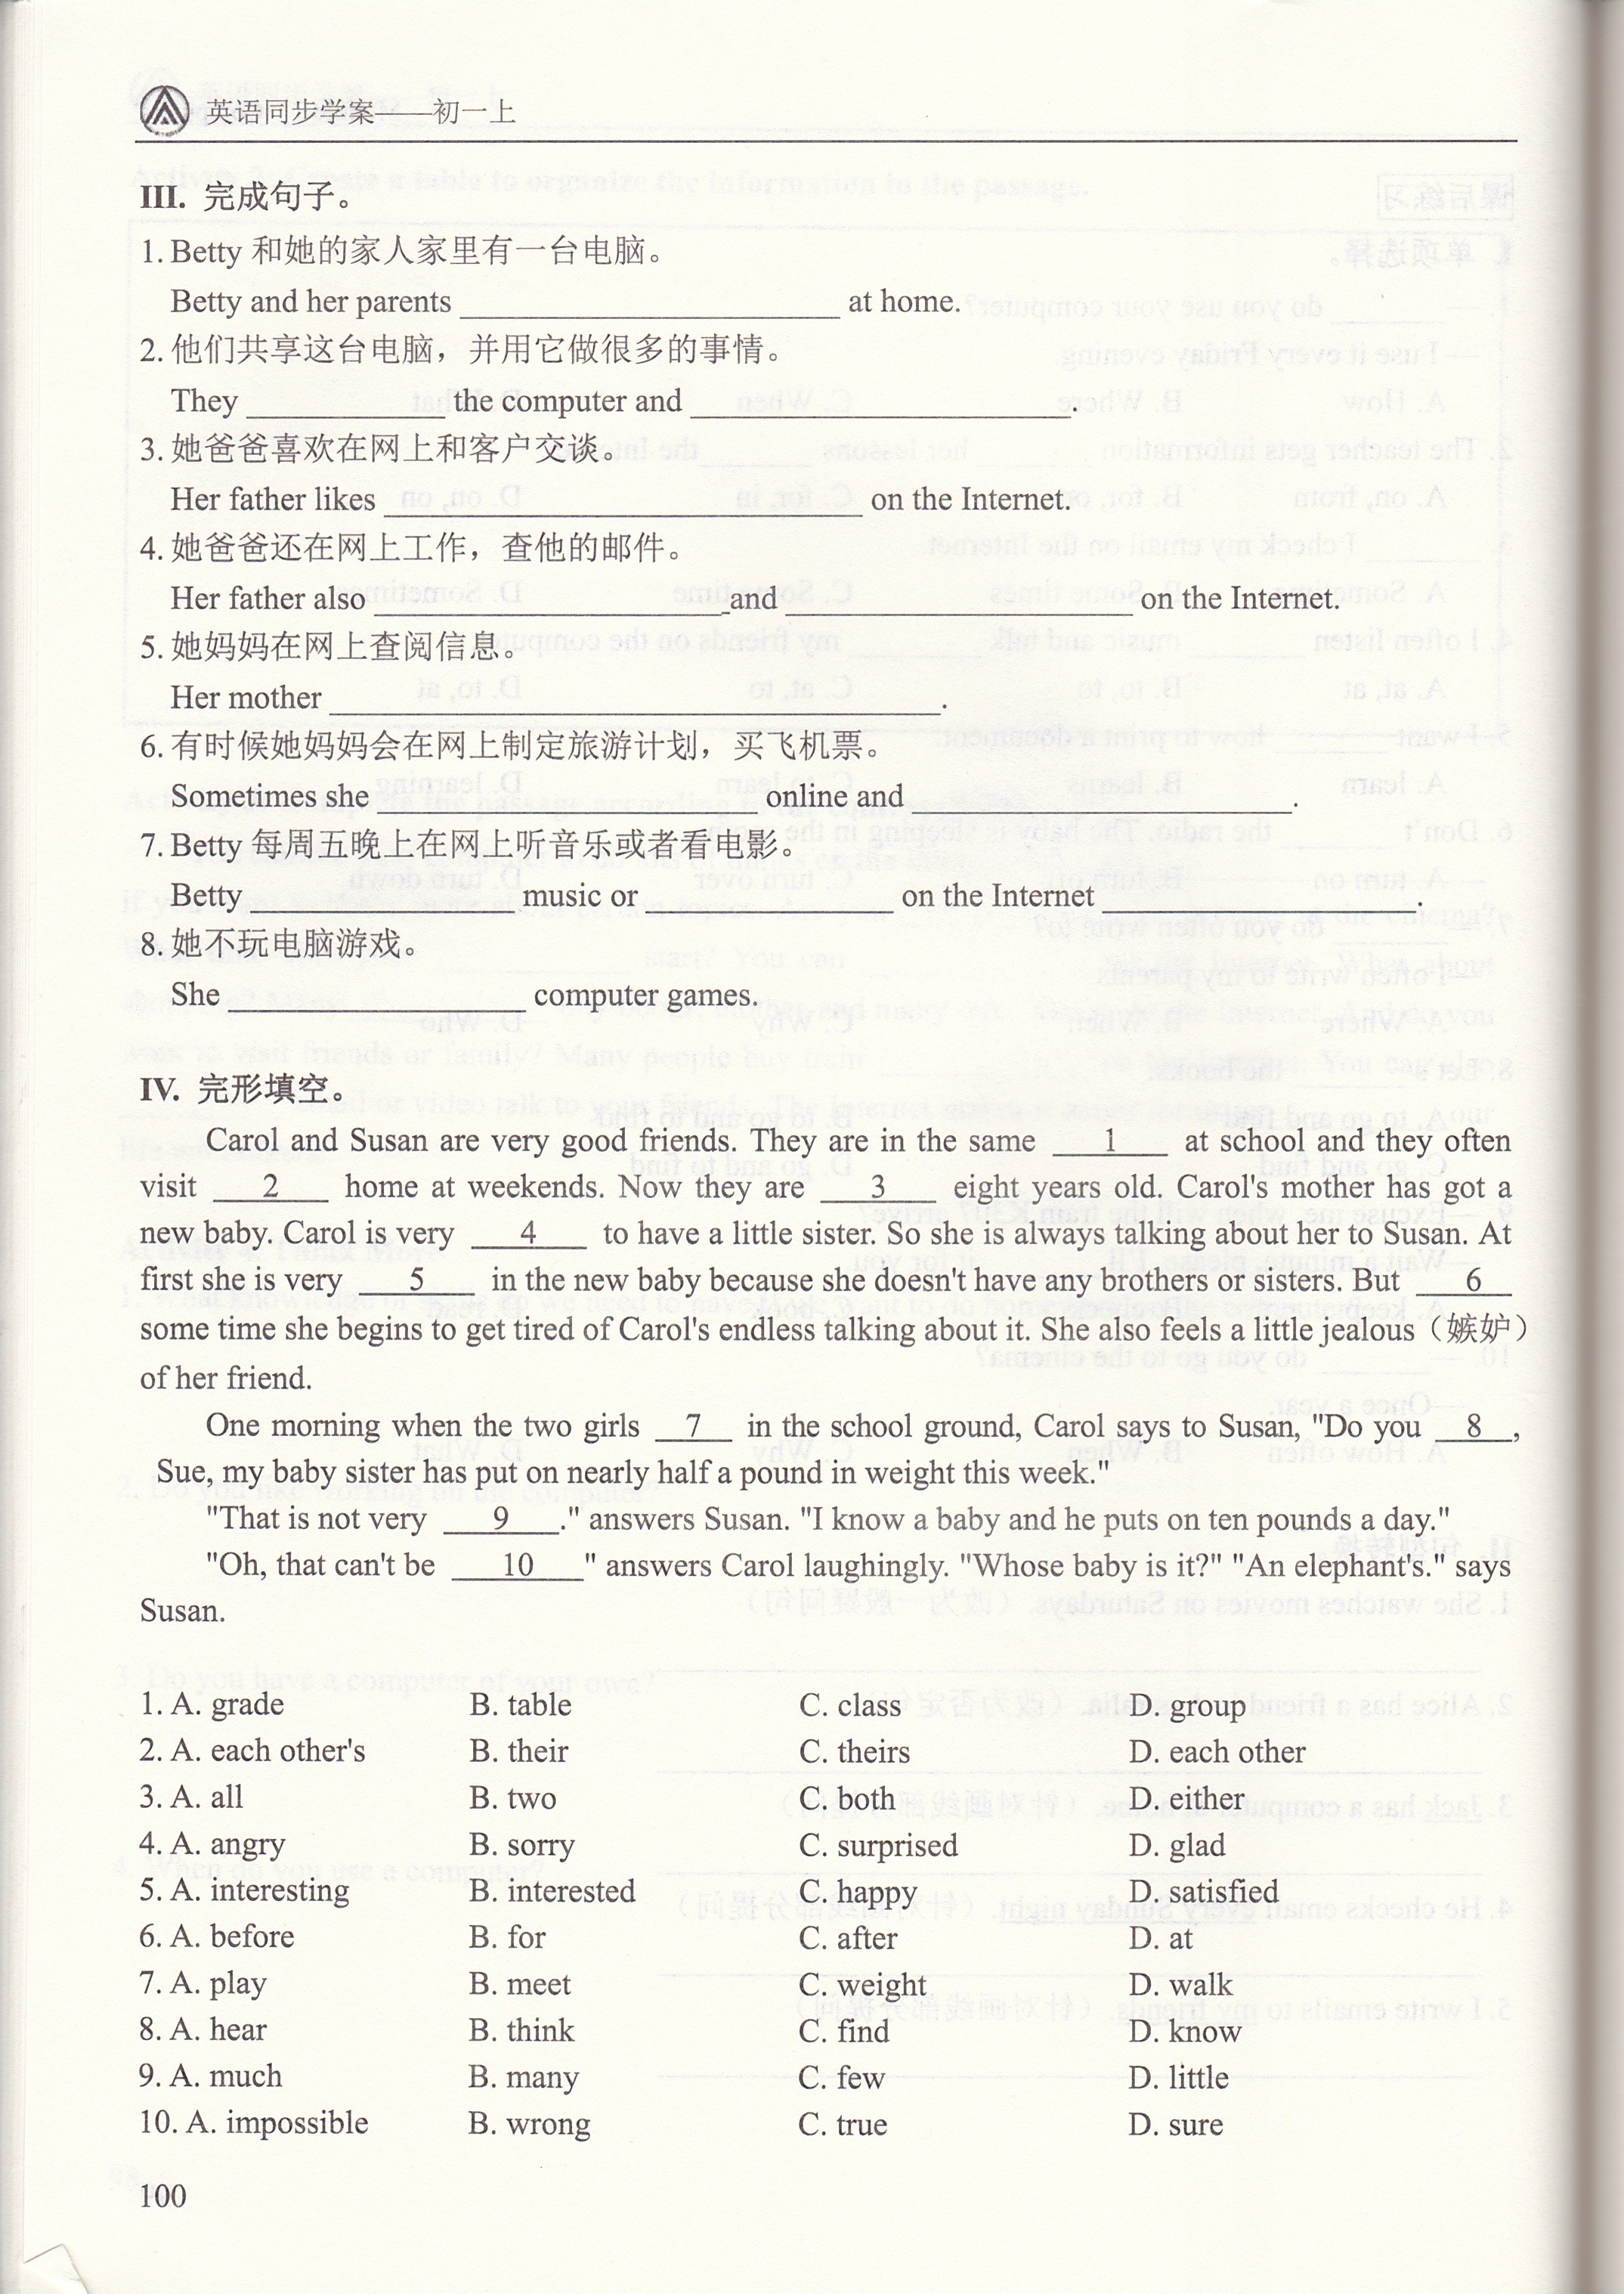 英语同步学案——初一上
III. 完成句子。
1. Betty 和她的家人家里有一台电脑。
Betty and her parents ____________ at home.
2. 他们共享这台电脑，并用它做很多的事情。
They ____________ the computer and ____________.
3. 她爸爸喜欢在网上和客户交谈。
Her father likes ____________ on the Internet.
4. 她爸爸还在网上工作，查他的邮件。
Her father also ____________ and ____________ on the Internet.
5. 她妈妈在网上查阅信息。
Her mother ____________.
6. 有时候她妈妈会在网上制定旅游计划，买飞机票。
Sometimes she ____________ online and ____________.
7. Betty 每周五晚上在网上听音乐或者看电影。
Betty ____________ music or ____________ on the Internet ____________.
8. 她不玩电脑游戏。
She ____________ computer games.
IV. 完形填空。
Carol and Susan are very good friends. They are in the same __1__ at school and they often
visit __2__ home at weekends. Now they are __3__ eight years old. Carol's mother has got a
new baby. Carol is very __4__ to have a little sister. So she is always talking about her to Susan. At
first she is very __5__ in the new baby because she doesn't have any brothers or sisters. But __6__
some time she begins to get tired of Carol's endless talking about it. She also feels a little jealous（嫉妒）
of her friend.
One morning when the two girls __7__ in the school ground, Carol says to Susan, "Do you __8__,
Sue, my baby sister has put on nearly half a pound in weight this week."
"That is not very __9__." answers Susan. "I know a baby and he puts on ten pounds a day."
"Oh, that can't be __10__" answers Carol laughingly. "Whose baby is it?" "An elephant's." says
Susan.
1. A. grade B. table C. class D. group
2. A. each other's B. their C. theirs D. each other
3. A. all B. two C. both D. either
4. A. angry B. sorry C. surprised D. glad
5. A. interesting B. interested C. happy D. satisfied
6. A. before B. for C. after D. at
7. A. play B. meet C. weight D. walk
8. A. hear B. think C. find D. know
9. A. much B. many C. few D. little
10. A. impossible B. wrong C. true D. sure
100